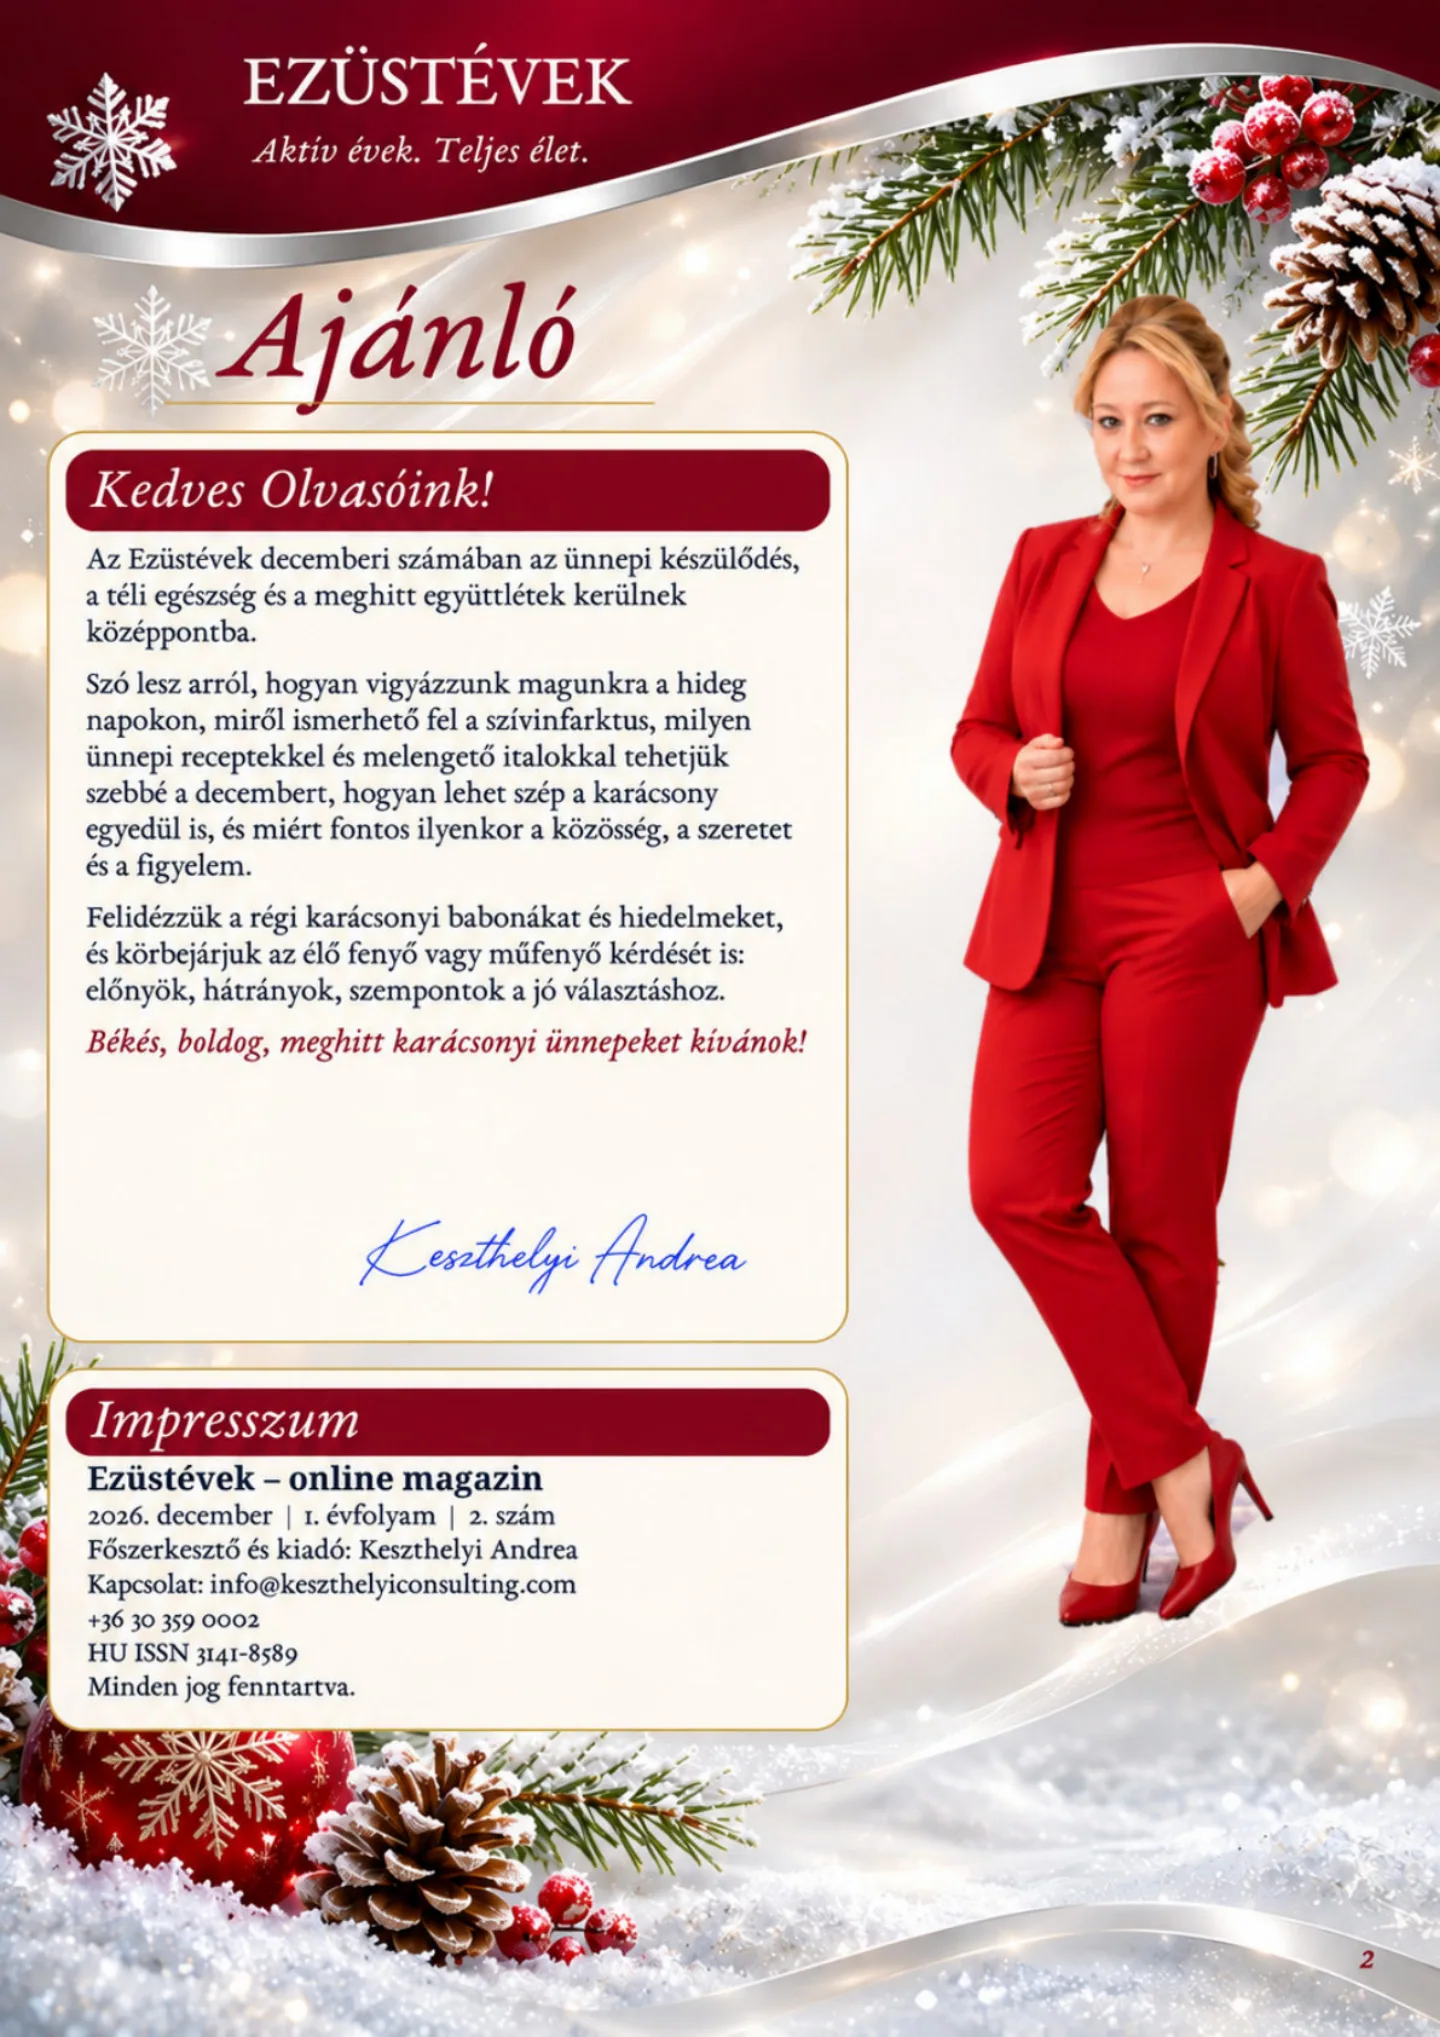 EZÜSTÉVEK
Aktív évek. Teljes élet.
Ajánló
Kedves Olvasóink!
Az Ezüstévek decemberi számában az ünnepi készülődés,
a téli egészség és a meghitt együttlétek kerülnek
középpontba.
Szó lesz arról, hogyan vigyázzunk magunkra a hideg
napokon, miről ismerhető fel a szívinfarktus, milyen
ünnepi receptekkel és melengető italokkal tehetjük
szebbé a decembert, hogyan lehet szép a karácsony
egyedül is, és miért fontos ilyenkor a közösség, a szeretet
és a figyelem.
Felidézzük a régi karácsonyi babonákat és hiedelmeket,
és körbejárjuk az élő fenyő vagy műfenyő kérdését is:
előnyök, hátrányok, szempontok a jó választáshoz.
Békés, boldog, meghitt karácsonyi ünnepeket kívánok!
Keszthelyi Andrea
Impresszum
Ezüstévek – online magazin
2026. december | 1. évfolyam | 2. szám
Főszerkesztő és kiadó: Keszthelyi Andrea
Kapcsolat: info@keszthelyiconsulting.com
+36 30 359 0002
HU ISSN 3141-8589
Minden jog fenntartva.
2